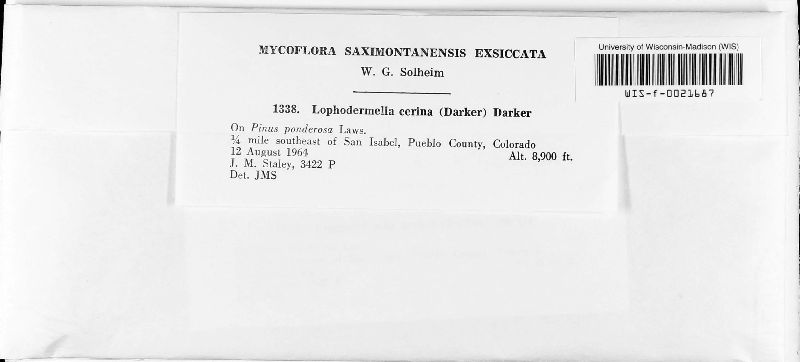 MYCOFLORA SAXIMONTANENSIS EXSICCATA
W. G. Solheim
1338. Lophodermella cerina (Darker) Darker
On Pinus ponderosa Laws.
¼ mile southeast of San Isabel, Pueblo County, Colorado
12 August 1964 Alt. 8,900 ft.
J. M. Staley, 3422 P
Det. JMS
University of Wisconsin-Madison (WIS)
WIS-f-0021687